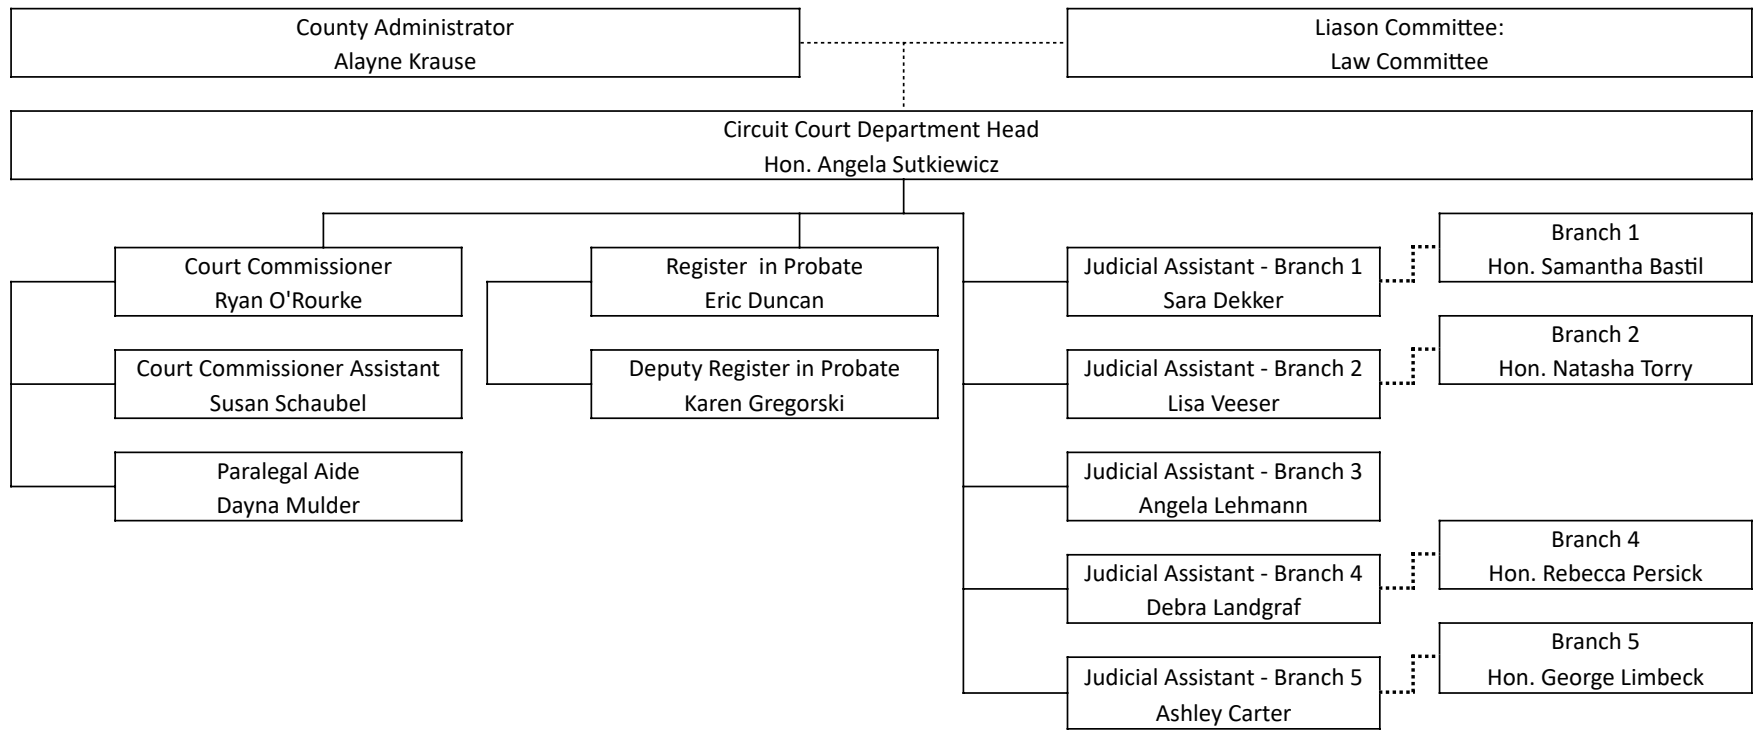 County Administrator
Alayne Krause
Liason Committee:
Law Committee
Circuit Court Department Head
Hon. Angela Sutkiewicz
Court Commissioner
Ryan O'Rourke
Court Commissioner Assistant
Susan Schaubel
Paralegal Aide
Dayna Mulder
Register  in Probate
Eric Duncan
Deputy Register in Probate
Karen Gregorski
Judicial Assistant - Branch 1
Sara Dekker
Judicial Assistant - Branch 2
Lisa Veeser
Judicial Assistant - Branch 3
Angela Lehmann
Judicial Assistant - Branch 4
Debra Landgraf
Judicial Assistant - Branch 5
Ashley Carter
Branch 1
Hon. Samantha Bastil
Branch 2
Hon. Natasha Torry
Branch 4
Hon. Rebecca Persick
Branch 5
Hon. George Limbeck